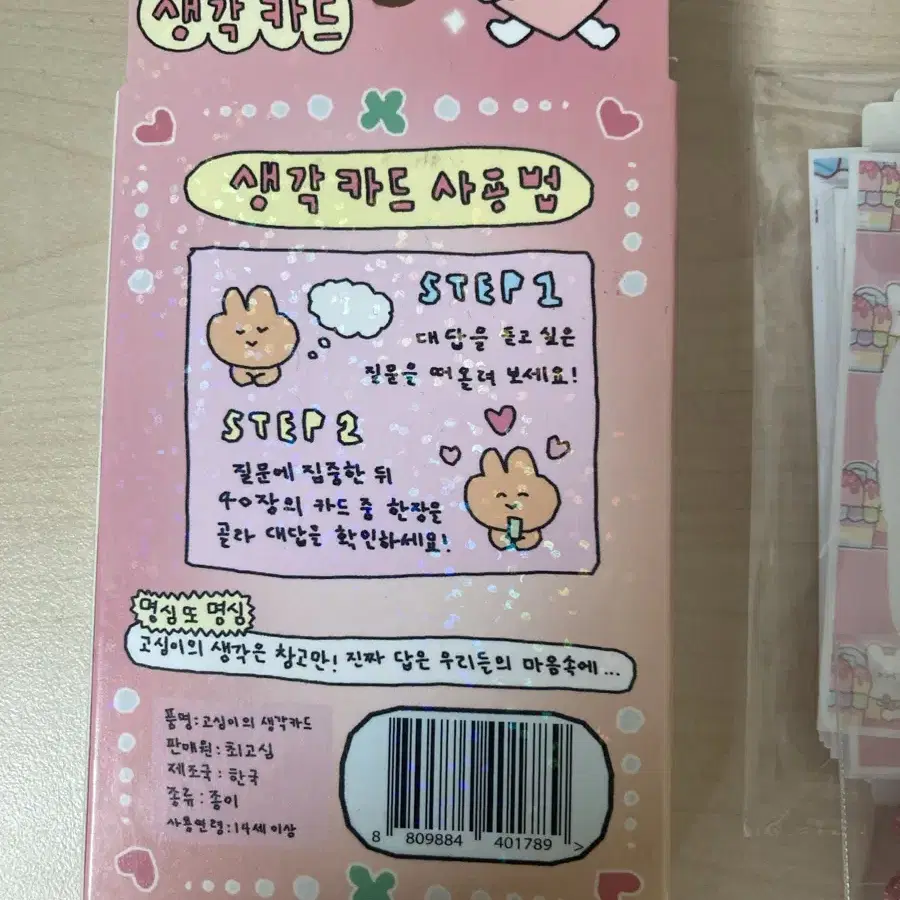 생각 카드
생각 카드 사용법
STEP 1
대답을 듣고 싶은
질문을 떠올려 보세요!
STEP 2
질문에 집중한 뒤
40장의 카드 중 한장을
골라 대답을 확인하세요!
명심 또 명심
고심이의 생각은 참고만! 진짜 답은 우리들의 마음속에...
품명 : 고심이의 생각카드
판매원 : 최고심
제조국 : 한국
종류 : 종이
사용연령 : 14세 이상
8 809884 401789 >